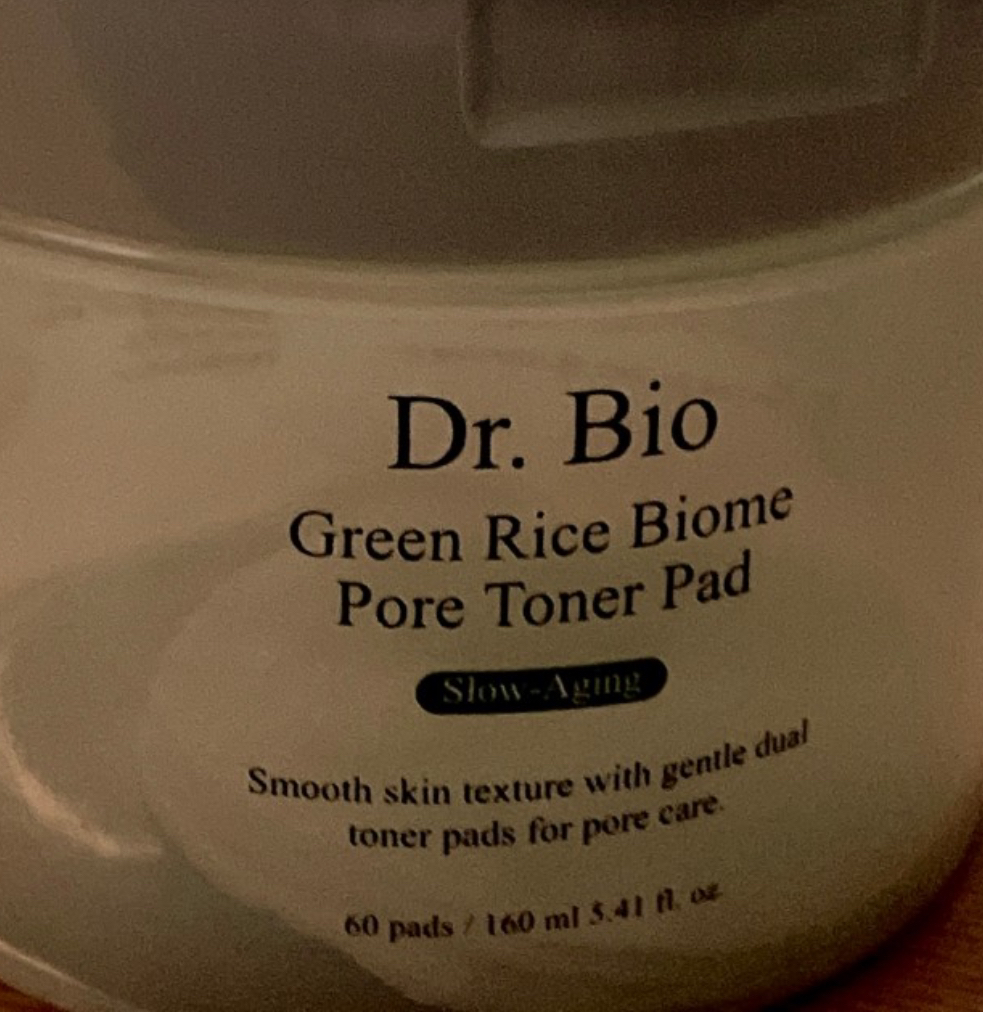 Dr. Bio
Green Rice Biome
Pore Toner Pad
Slow-Aging
Smooth skin texture with gentle dual
toner pads for pore care.
60 pads / 160 ml 5.41 fl. oz